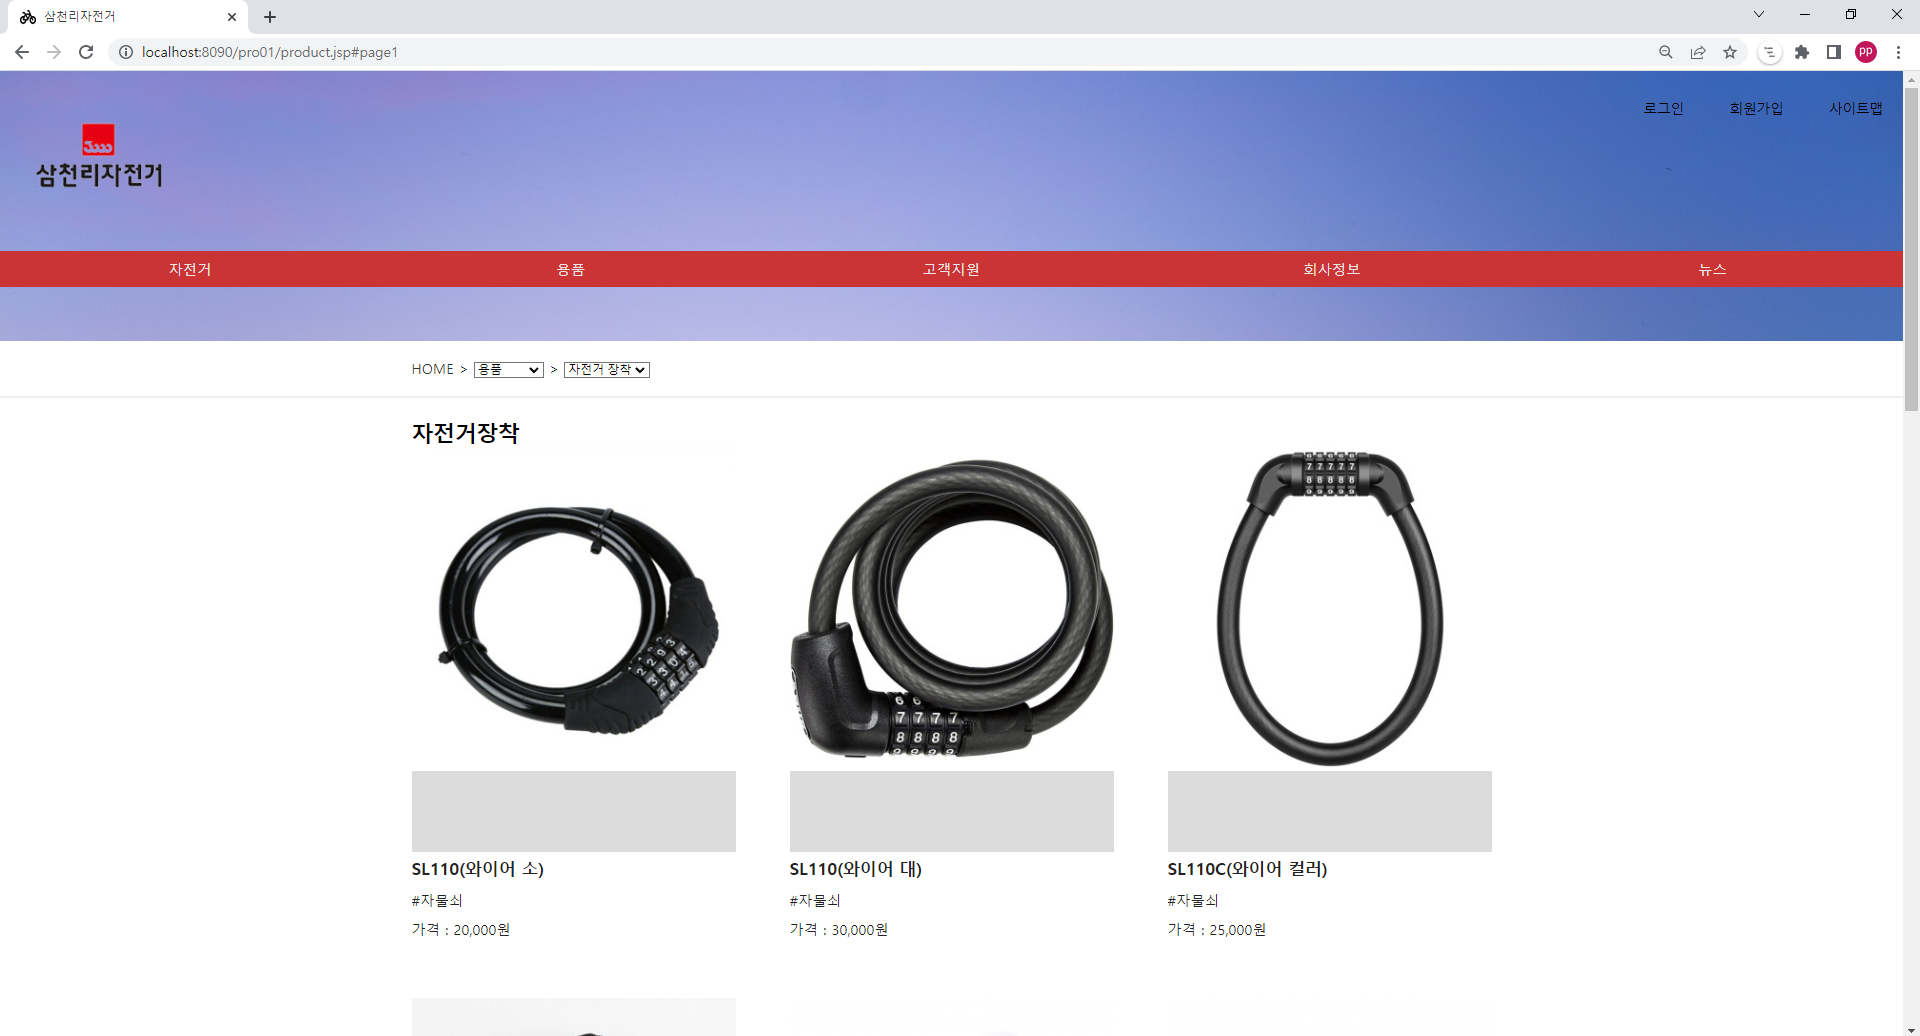 삼천리자전거
localhost:8090/pro01/product.jsp#page1
pp
로그인 회원가입 사이트맵
3000
삼천리자전거
자전거 용품 고객지원 회사정보 뉴스
HOME > 용품 > 자전거 장착
자전거장착
SL110(와이어 소) SL110(와이어 대) SL110C(와이어 컬러)
#자물쇠 #자물쇠 #자물쇠
가격 : 20,000원 가격 : 30,000원 가격 : 25,000원